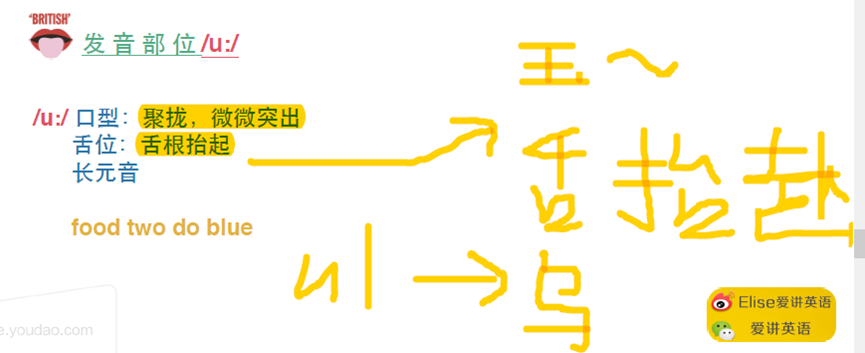 'BRITISH'
发音部位/u:/
/u:/ 口型：聚拢，微微突出
舌位：舌根抬起
长元音
food two do blue
玉～
舌抬起
u| → 乌
Elise爱讲英语
爱讲英语
e.youdao.com